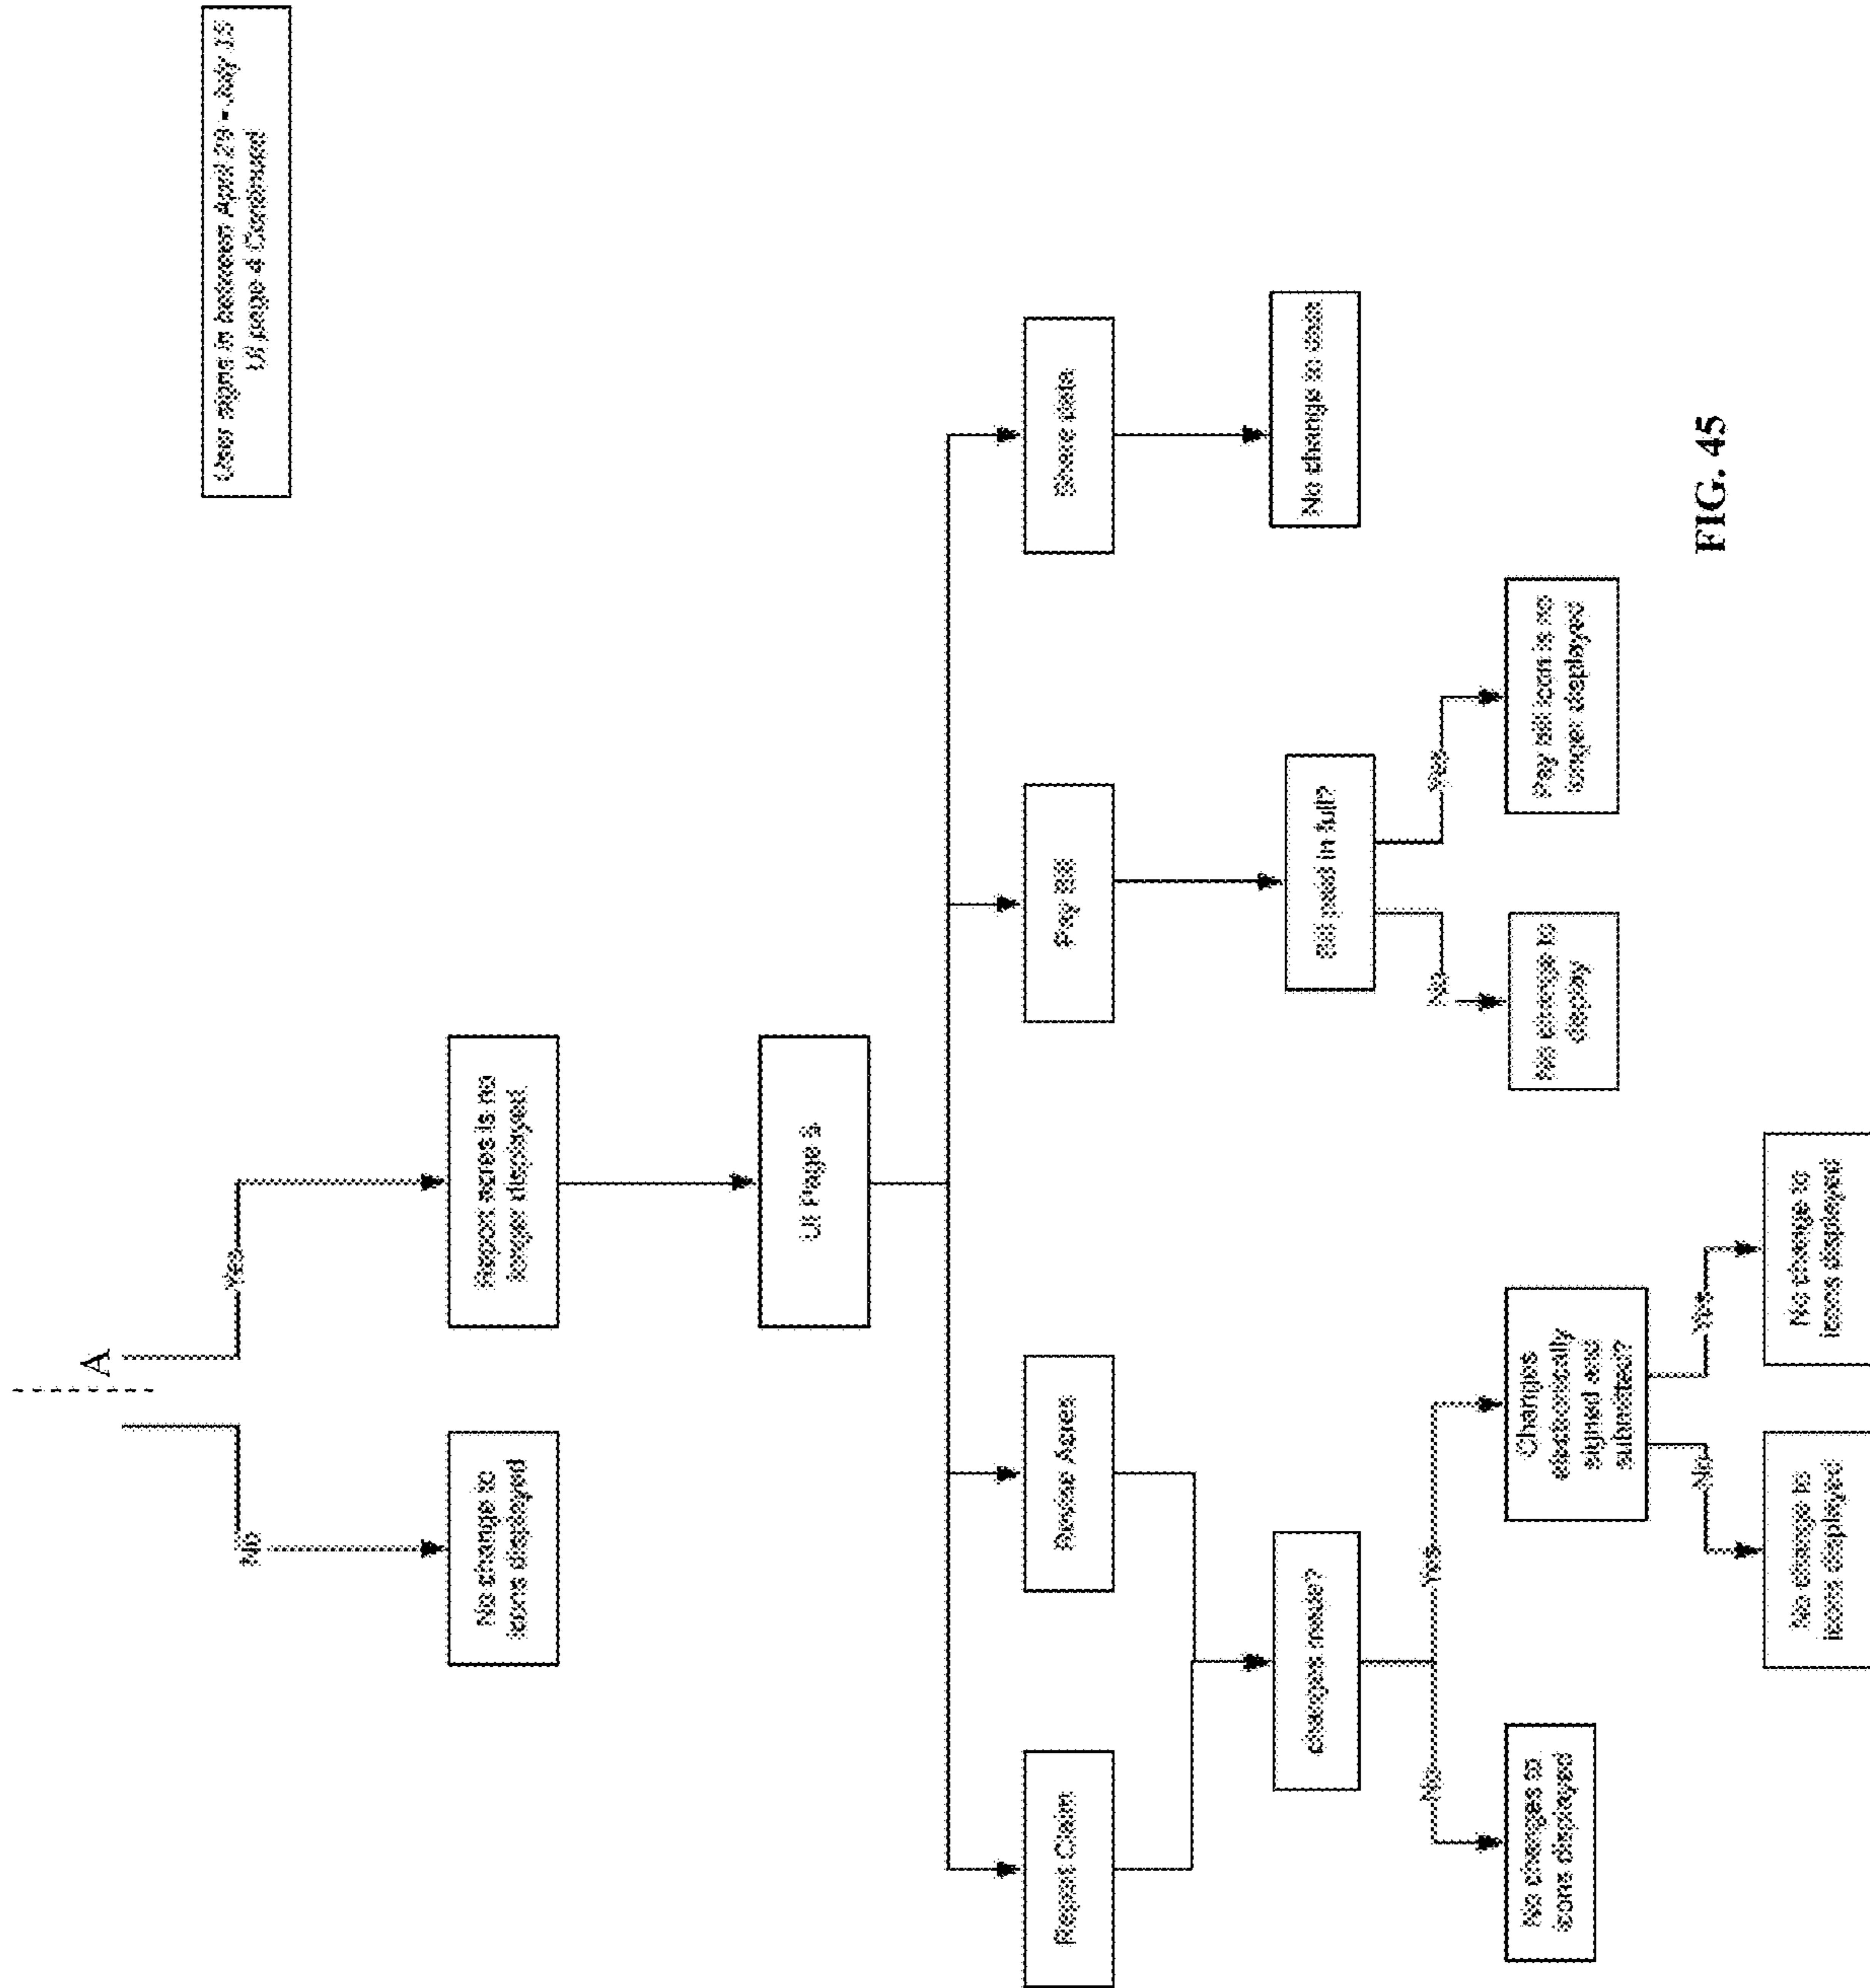 User signs in between April 29 - July 15
UI page 4 Continued
A
No
Yes
No change to
icons displayed
Report acres is no
longer displayed
UI Page
Report Claim
Revise Acres
Pay Bill
Share data
changes made?
Bill paid in full?
No change to
No
Yes
No
Yes
No changes to
icons displayed
Changes
electronically
signed and
submitted?
No change to
display
Pay Bill icon is no
longer displayed
No
Yes
No change to
icons displayed
No change to
icons displayed
FIG. 45